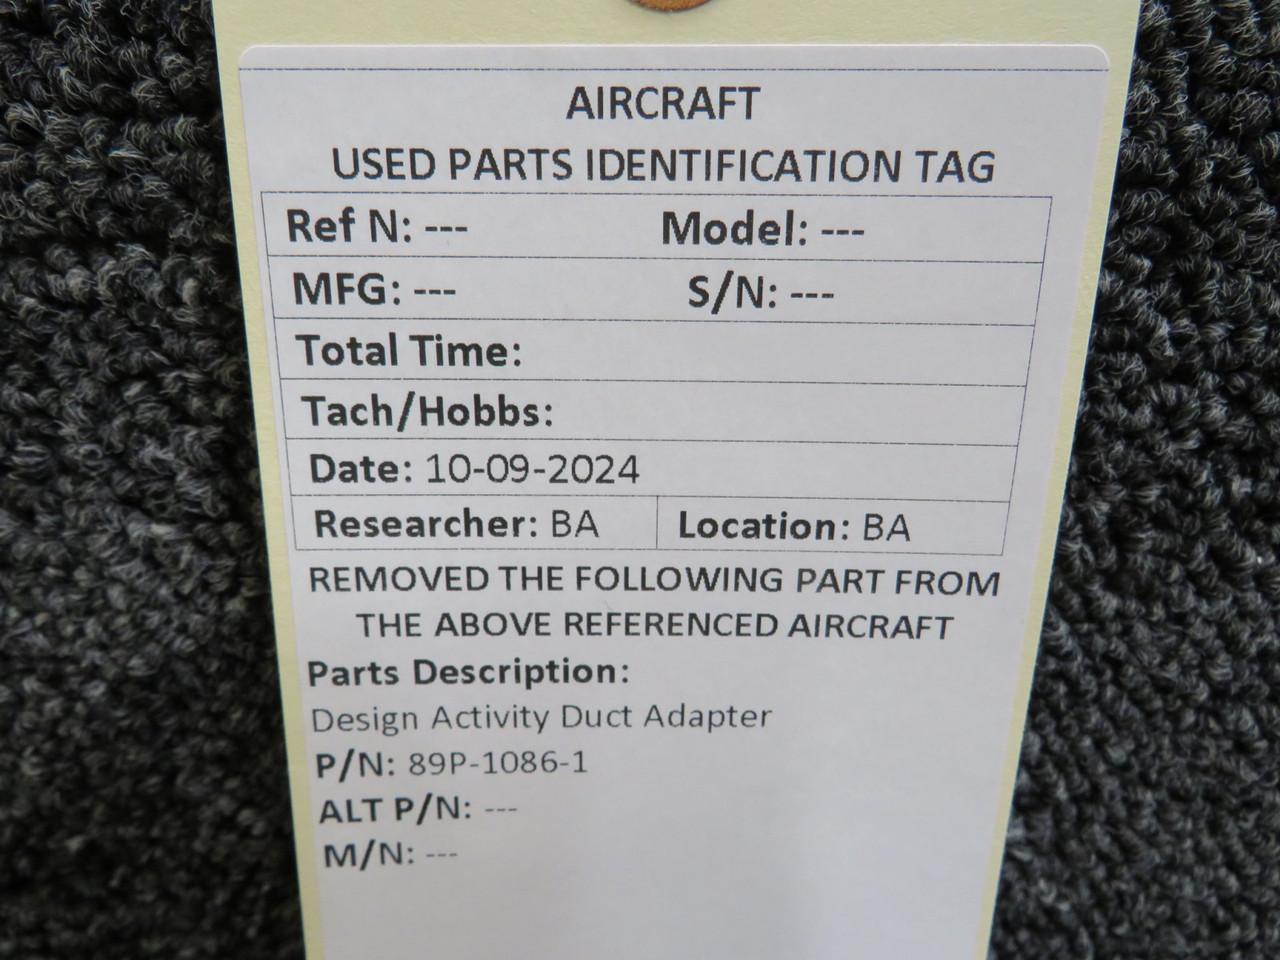 AIRCRAFT
USED PARTS IDENTIFICATION TAG
Ref N: --- Model: ---
MFG: --- S/N: ---
Total Time:
Tach/Hobbs:
Date: 10-09-2024
Researcher: BA Location: BA
REMOVED THE FOLLOWING PART FROM
THE ABOVE REFERENCED AIRCRAFT
Parts Description:
Design Activity Duct Adapter
P/N: 89P-1086-1
ALT P/N: ---
M/N: ---